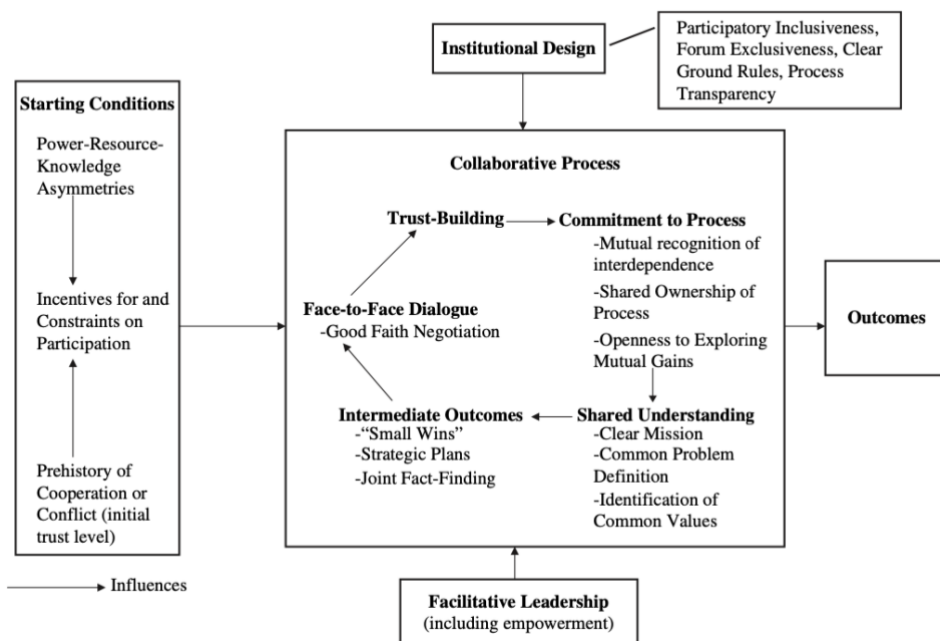 Institutional Design
Participatory Inclusiveness,
Forum Exclusiveness, Clear
Ground Rules, Process
Transparency
Starting Conditions
Power-Resource-
Knowledge
Asymmetries
Incentives for and
Constraints on
Participation
Prehistory of
Cooperation or
Conflict (initial
trust level)
Collaborative Process
Trust-Building
Commitment to Process
-Mutual recognition of
interdependence
-Shared Ownership of
Process
-Openness to Exploring
Mutual Gains
Face-to-Face Dialogue
-Good Faith Negotiation
Intermediate Outcomes
-“Small Wins”
-Strategic Plans
-Joint Fact-Finding
Shared Understanding
-Clear Mission
-Common Problem
Definition
-Identification of
Common Values
Outcomes
Influences
Facilitative Leadership
(including empowerment)